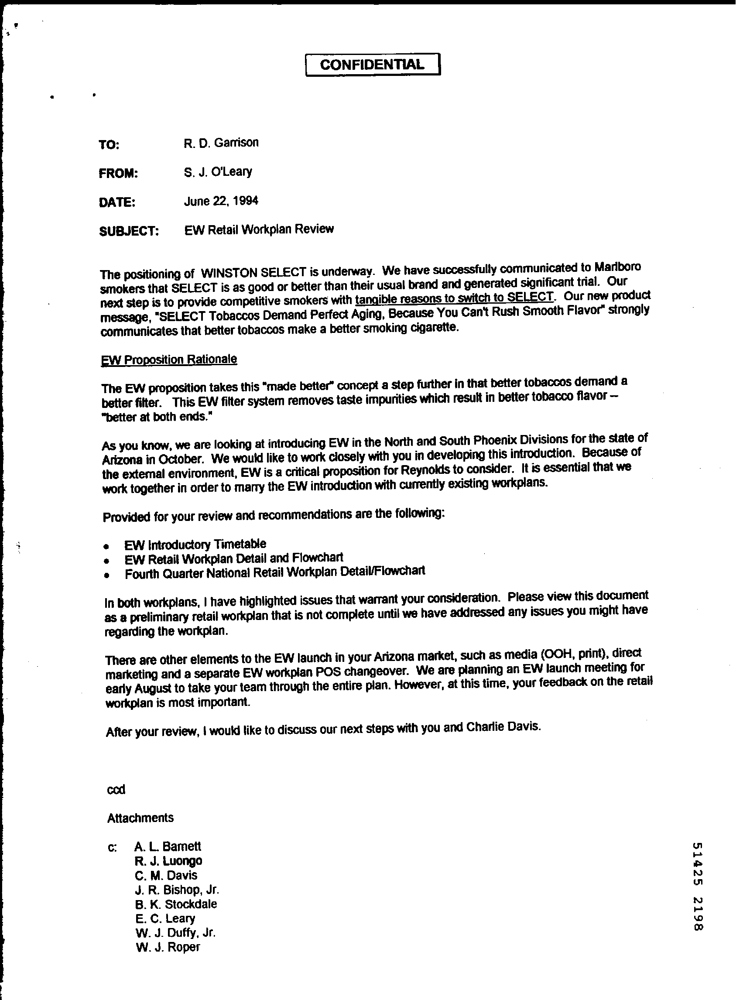 CONFIDENTIAL
TO: R. D. Garrison
FROM: S. J. O'Leary
DATE: June 22, 1994
SUBJECT: EW Retail Workplan Review
The positioning of WINSTON SELECT is underway. We have successfully communicated to Marlboro
smokers that SELECT is as good or better than their usual brand and generated significant trial. Our
next step is to provide competitive smokers with tangible reasons to switch to SELECT. Our new product
message, "SELECT Tobaccos Demand Perfect Aging, Because You Can't Rush Smooth Flavor" strongly
communicates that better tobaccos make a better smoking cigarette.
EW Proposition Rationale
The EW proposition takes this "made better" concept a step further in that better tobaccos demand a
better filter. This EW filter system removes taste impurities which result in better tobacco flavor --
"better at both ends."
As you know, we are looking at introducing EW in the North and South Phoenix Divisions for the state of
Arizona in October. We would like to work closely with you in developing this introduction. Because of
the external environment, EW is a critical proposition for Reynolds to consider. It is essential that we
work together in order to marry the EW introduction with currently existing workplans.
Provided for your review and recommendations are the following:
• EW Introductory Timetable
• EW Retail Workplan Detail and Flowchart
• Fourth Quarter National Retail Workplan Detail/Flowchart
In both workplans, I have highlighted issues that warrant your consideration. Please view this document
as a preliminary retail workplan that is not complete until we have addressed any issues you might have
regarding the workplan.
There are other elements to the EW launch in your Arizona market, such as media (OOH, print), direct
marketing and a separate EW workplan POS changeover. We are planning an EW launch meeting for
early August to take your team through the entire plan. However, at this time, your feedback on the retail
workplan is most important.
After your review, I would like to discuss our next steps with you and Charlie Davis.
ccd
Attachments
c: A. L. Barnett
R. J. Luongo
C. M. Davis
J. R. Bishop, Jr.
B. K. Stockdale
E. C. Leary
W. J. Duffy, Jr.
W. J. Roper
51425 2198